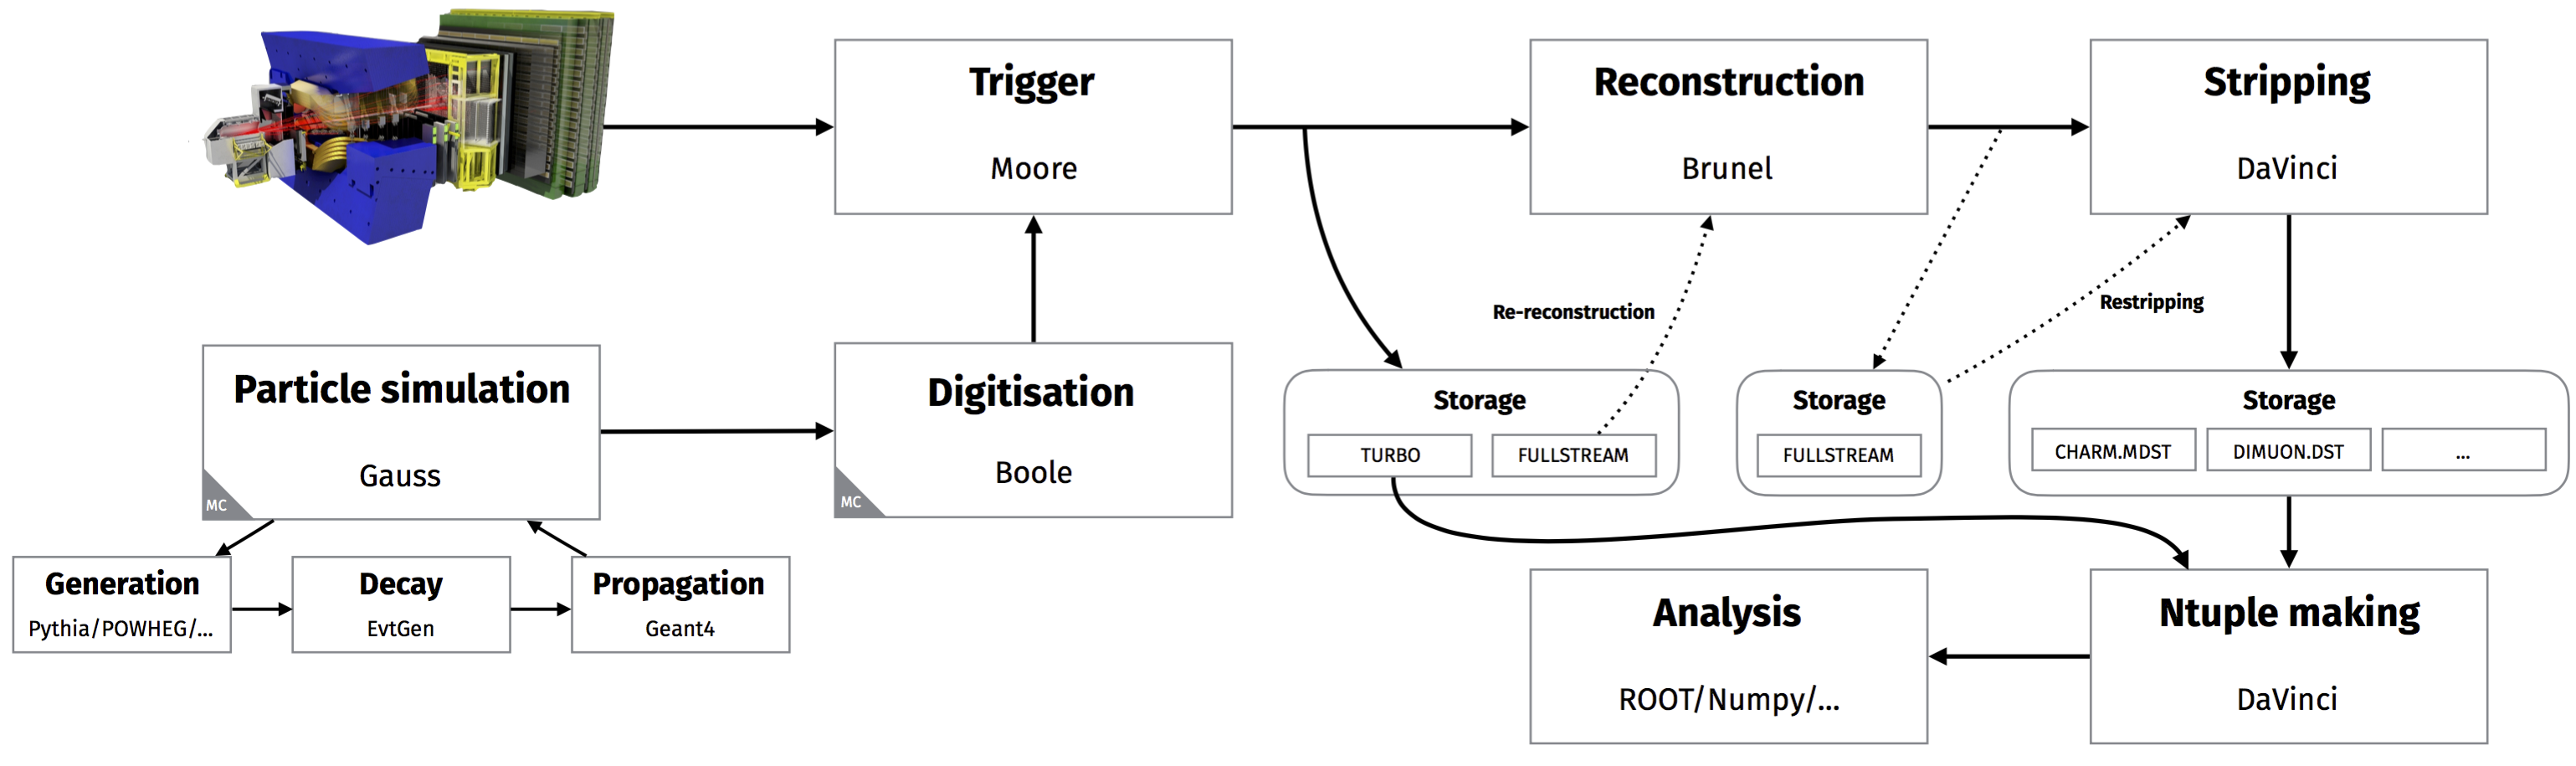 Trigger
Moore
Reconstruction
Brunel
Stripping
DaVinci
Re-reconstruction
Restripping
Particle simulation
Gauss
MC
Digitisation
Boole
MC
Storage
TURBO
FULLSTREAM
Storage
FULLSTREAM
Storage
CHARM.MDST
DIMUON.DST
...
Generation
Pythia/POWHEG/...
Decay
EvtGen
Propagation
Geant4
Analysis
ROOT/Numpy/...
Ntuple making
DaVinci